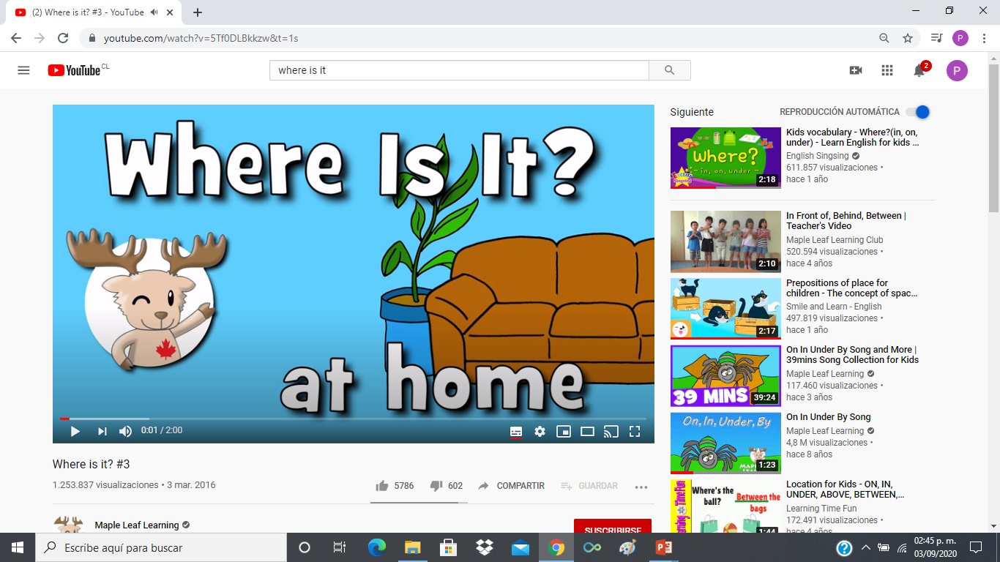 (2) Where is it? #3 - YouTube
youtube.com/watch?v=5Tf0DLBkkzw&t=1s
P
YouTube CL
where is it
2
P
Where Is It?
at home
0:01 / 2:00
Where is it? #3
1.253.837 visualizaciones • 3 mar. 2016
5786
602
COMPARTIR
GUARDAR
Maple Leaf Learning
SUSCRIBIRSE
Siguiente
REPRODUCCIÓN AUTOMÁTICA
where?
- in, on, under -
2:18
Kids vocabulary - Where?(in, on,
under) - Learn English for kids ...
English Singsing
611.857 visualizaciones •
hace 1 año
2:10
In Front of, Behind, Between |
Teacher's Video
Maple Leaf Learning Club
520.594 visualizaciones •
hace 4 años
2:17
Prepositions of place for
children - The concept of spac...
Smile and Learn - English
497.819 visualizaciones •
hace 1 año
39 MINS
39:24
On In Under By Song and More |
39mins Song Collection for Kids
Maple Leaf Learning
117.460 visualizaciones •
hace 3 años
On, In, Under, By
1:23
On In Under By Song
Maple Leaf Learning
4,8 M visualizaciones •
hace 8 años
Where's the
ball?
Between the
bags
1:44
Location for Kids - ON, IN,
UNDER, ABOVE, BETWEEN,...
Learning Time Fun
172.491 visualizaciones •
hace 4 años
Escribe aquí para buscar
02:45 p. m.
03/09/2020